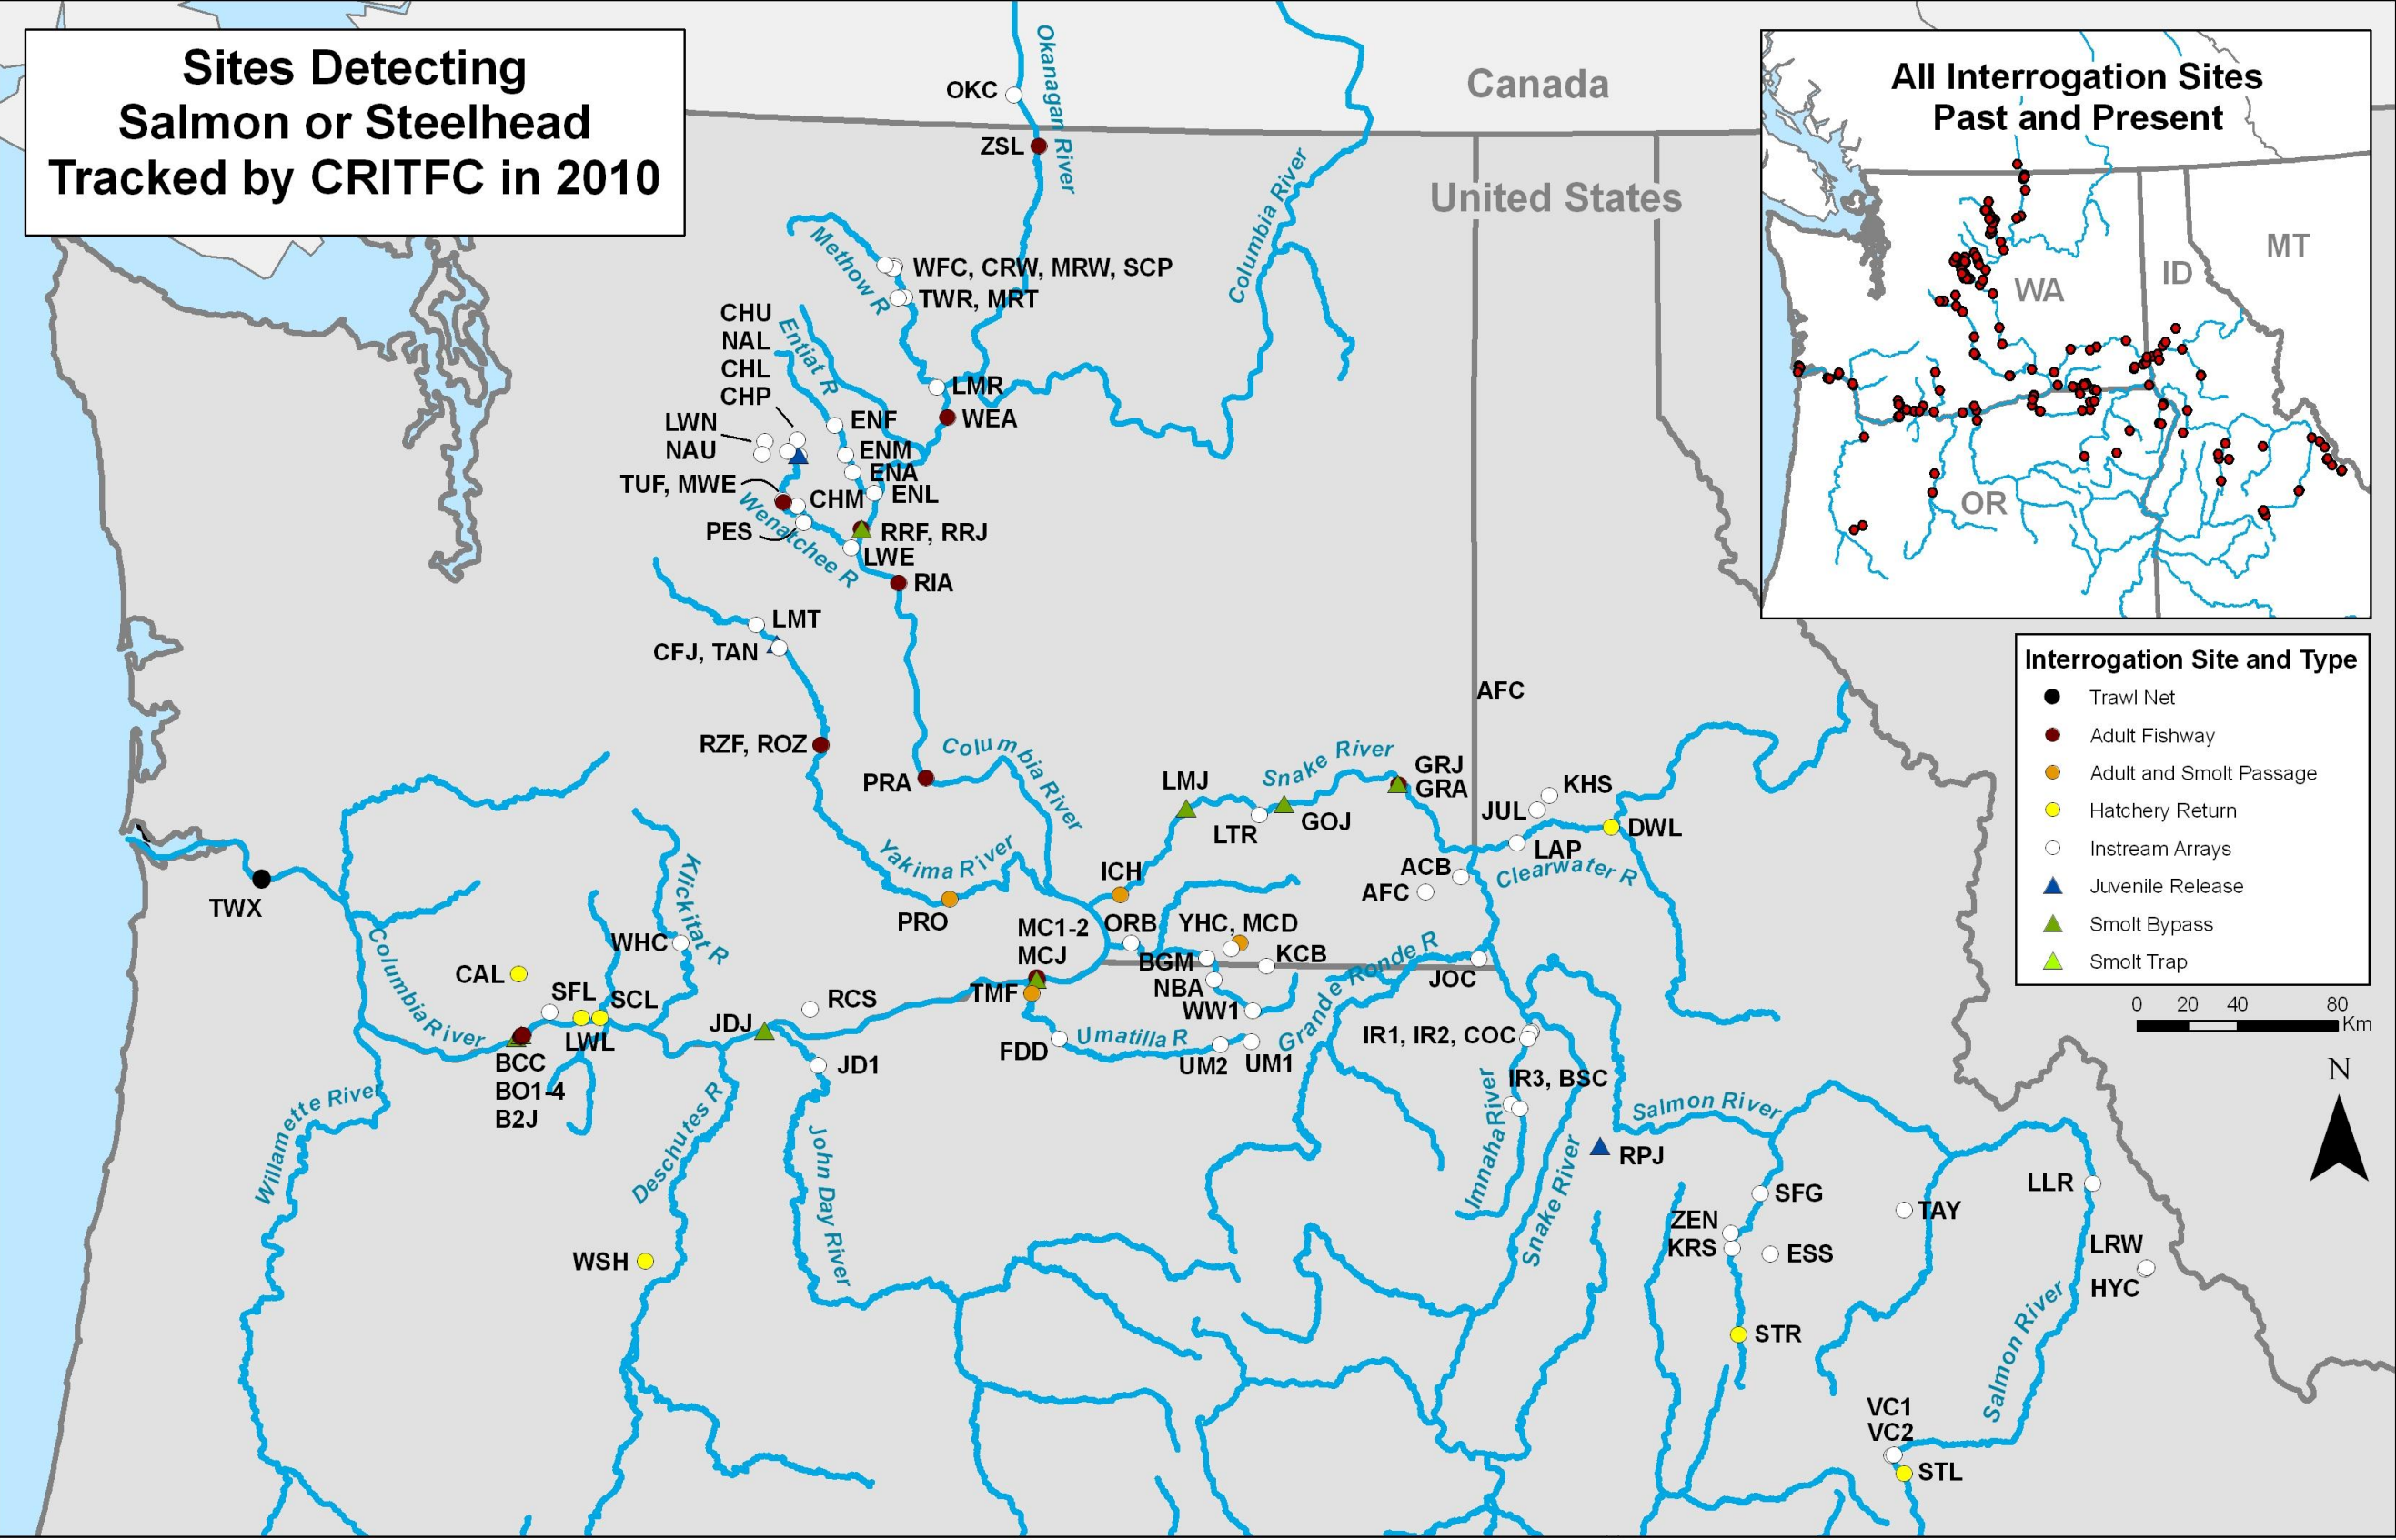 Sites Detecting
Salmon or Steelhead
Tracked by CRITFC in 2010
All Interrogation Sites
Past and Present
WA
ID
MT
OR
Canada
United States
Okanagan River
Columbia River
OKC
ZSL
Methow R
WFC, CRW, MRW, SCP
TWR, MRT
CHU
NAL
CHL
CHP
Entiat R
LMR
WEA
LWN
NAU
ENF
ENM
ENA
ENL
TUF, MWE
CHM
PES
Wenatchee R
RRF, RRJ
LWE
RIA
LMT
CFJ, TAN
RZF, ROZ
PRA
Columbia River
AFC
Interrogation Site and Type
Trawl Net
Adult Fishway
Adult and Smolt Passage
Hatchery Return
Instream Arrays
Juvenile Release
Smolt Bypass
Smolt Trap
0 20 40 80
Km
N
Snake River
LMJ
LTR
GOJ
GRJ
GRA
KHS
JUL
DWL
LAP
Clearwater R
ACB
AFC
Yakima River
PRO
ICH
TWX
Klickitat R
WHC
CAL
SFL
SCL
LWL
Columbia River
BCC
BO1-4
B2J
MC1-2
MCJ
ORB
YHC, MCD
KCB
BGM
NBA
WW1
TMF
JOC
Grande Ronde R
RCS
JDJ
JD1
FDD
Umatilla R
UM2
UM1
IR1, IR2, COC
IR3, BSC
Imnaha River
Snake River
Salmon River
RPJ
Willamette River
Deschutes R
John Day River
WSH
SFG
ZEN
KRS
ESS
TAY
LLR
LRW
HYC
STR
Salmon River
VC1
VC2
STL